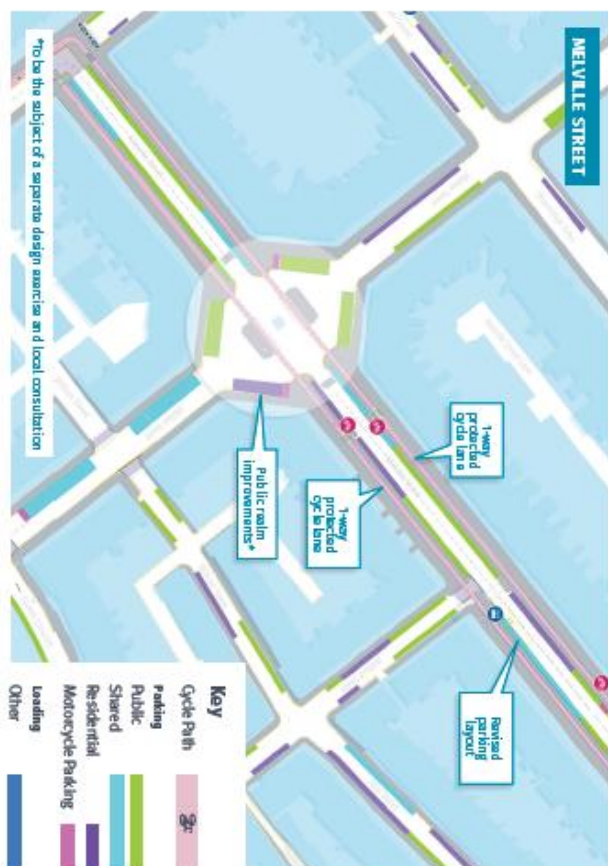 MELVILLE STREET
1-way
protected
cycle lane
1-way
protected
cycle lane
Revised
parking
layout
Public realm
improvements*
*To be the subject of a separate design exercise and local consultation
Key
Cycle Path
Parking
Public
Shared
Residential
Motorcycle Parking
Loading
Other